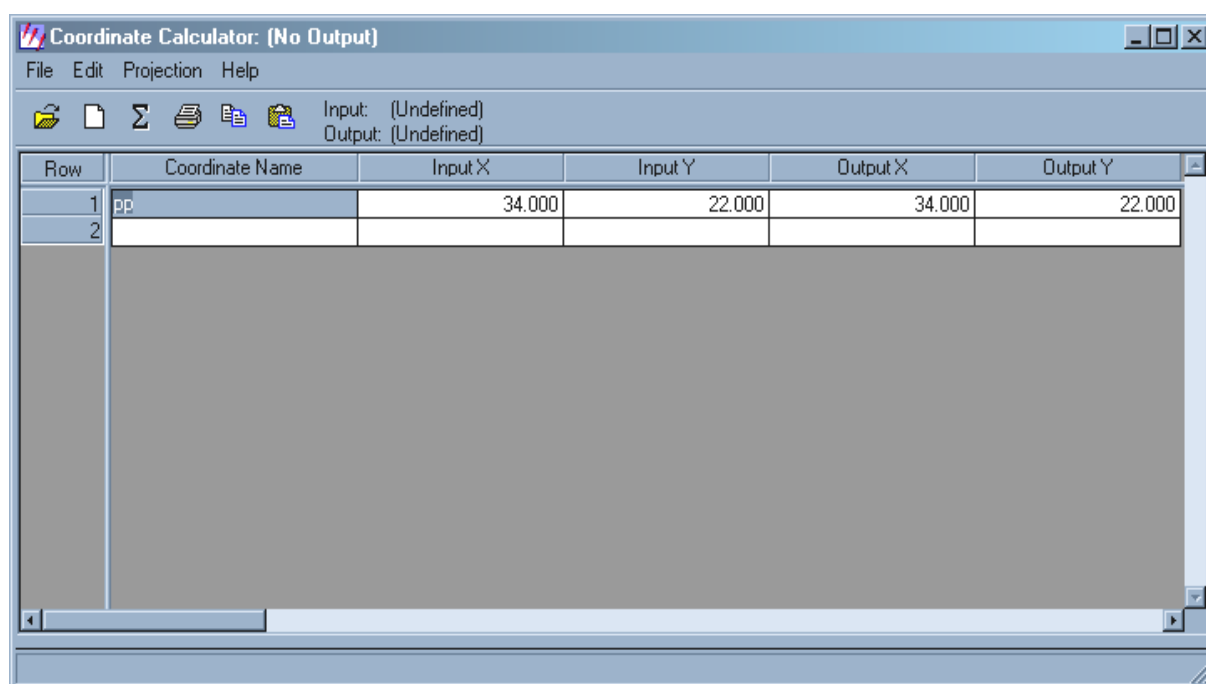 Coordinate Calculator: (No Output)
File Edit Projection Help
Input: (Undefined)
Output: (Undefined)
Row Coordinate Name Input X Input Y Output X Output Y
1 pp 34.000 22.000 34.000 22.000
2